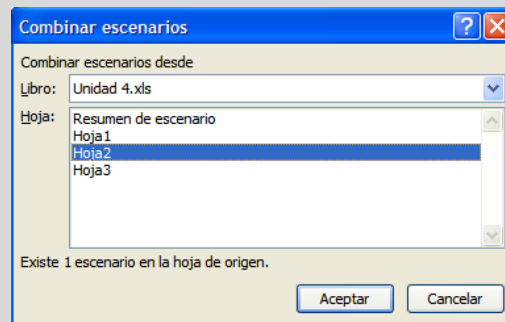 Combinar escenarios
Combinar escenarios desde
Libro: Unidad 4.xls
Hoja: Resumen de escenario
Hoja1
Hoja2
Hoja3
Existe 1 escenario en la hoja de origen.
Aceptar Cancelar